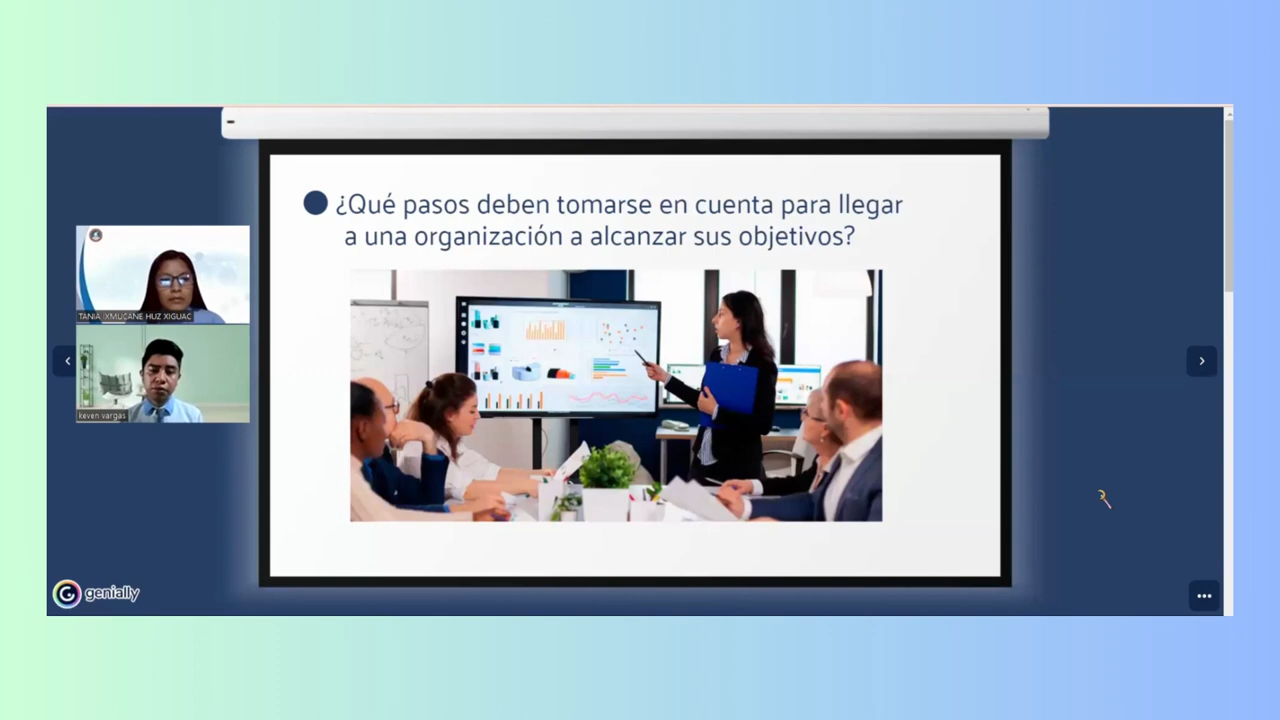 ¿Qué pasos deben tomarse en cuenta para llegar
a una organización a alcanzar sus objetivos?
TANIA IXMUCANE HUZ XIGUAC
keven vargas
genially